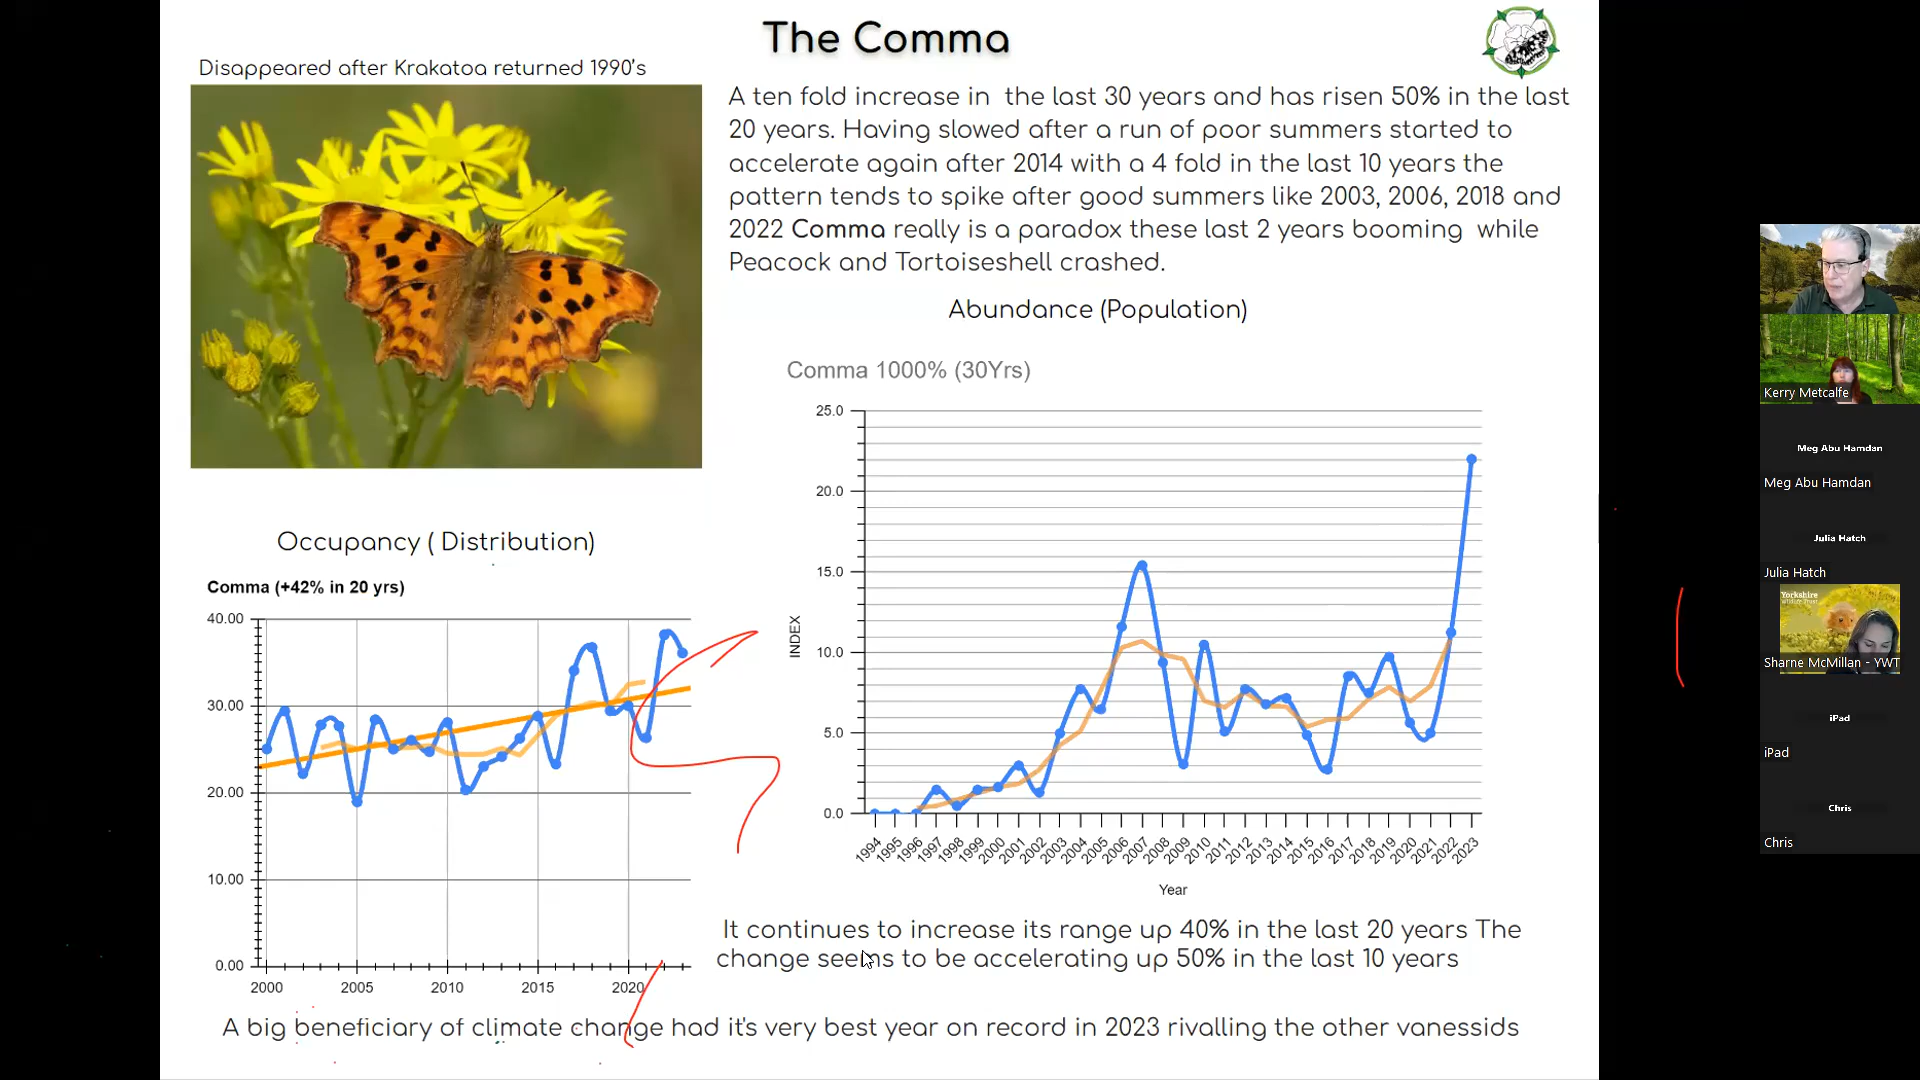 The Comma
Disappeared after Krakatoa returned 1990's
A ten fold increase in the last 30 years and has risen 50% in the last
20 years. Having slowed after a run of poor summers started to
accelerate again after 2014 with a 4 fold in the last 10 years the
pattern tends to spike after good summers like 2003, 2006, 2018 and
2022 Comma really is a paradox these last 2 years booming while
Peacock and Tortoiseshell crashed.
Abundance (Population)
Comma 1000% (30Yrs)
25.0
20.0
15.0
10.0
5.0
0.0
INDEX
1994 1995 1996 1997 1998 1999 2000 2001 2002 2003 2004 2005 2006 2007 2008 2009 2010 2011 2012 2013 2014 2015 2016 2017 2018 2019 2020 2021 2022 2023
Year
Occupancy ( Distribution)
Comma (+42% in 20 yrs)
40.00
30.00
20.00
10.00
0.00
2000 2005 2010 2015 2020
It continues to increase its range up 40% in the last 20 years The
change seems to be accelerating up 50% in the last 10 years
A big beneficiary of climate change had it's very best year on record in 2023 rivalling the other vanessids
Kerry Metcalfe
Meg Abu Hamdan
Meg Abu Hamdan
Julia Hatch
Julia Hatch
Yorkshire
Wildlife Trust
Sharne McMillan - YWT
iPad
iPad
Chris
Chris